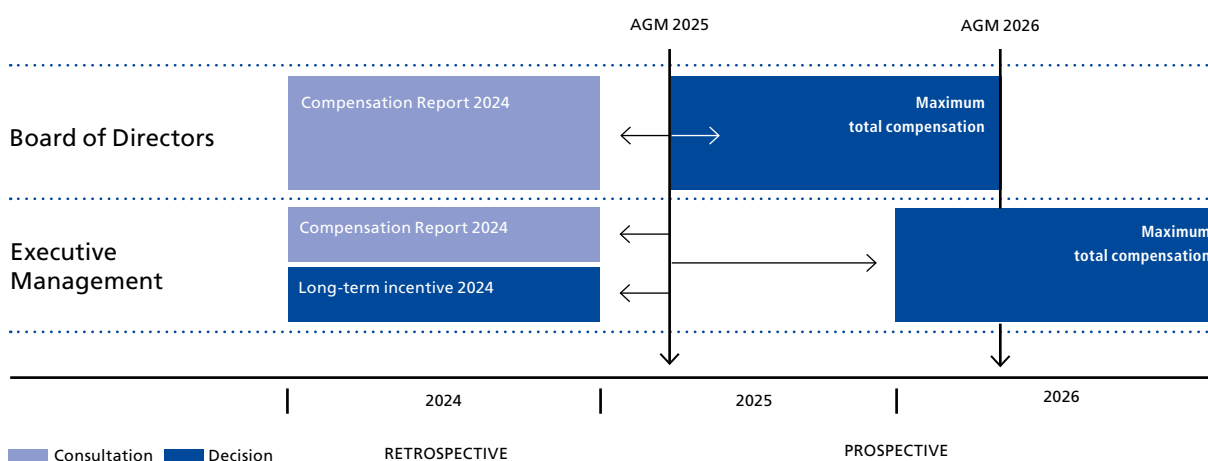 AGM 2025
AGM 2026
Board of Directors
Compensation Report 2024
Maximum
total compensation
Executive
Management
Compensation Report 2024
Long-term incentive 2024
Maximum
total compensation
2024
2025
2026
Consultation
Decision
RETROSPECTIVE
PROSPECTIVE